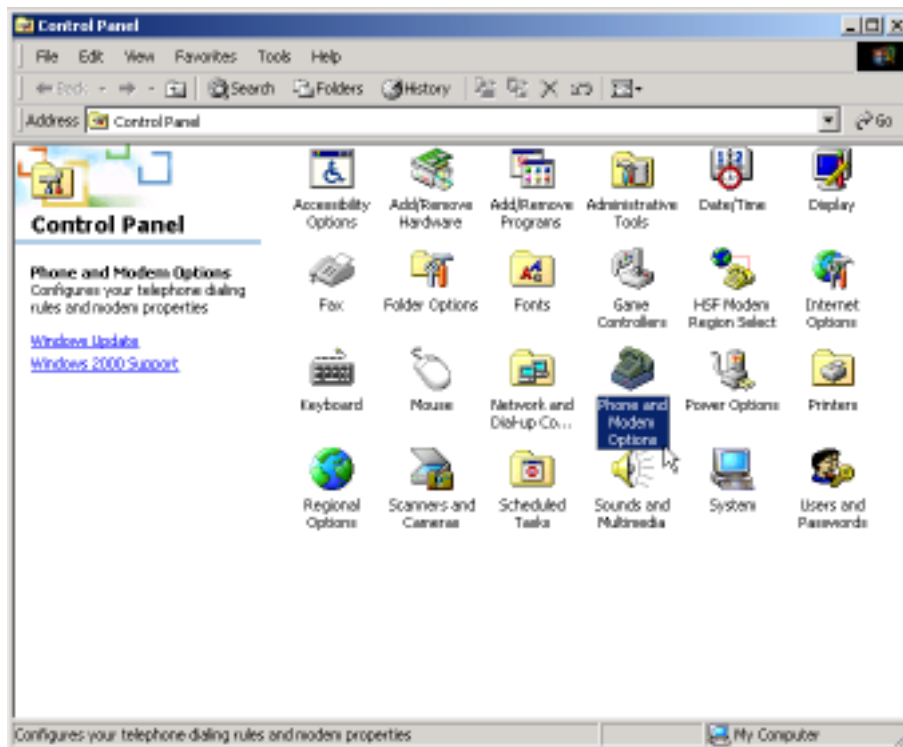 Control Panel
File Edit View Favorites Tools Help
Back Search Folders History
Address Control Panel Go
Control Panel
Phone and Modem Options
Configures your telephone dialing
rules and modem properties
Windows Update
Windows 2000 Support
Accessibility
Options
Add/Remove
Hardware
Add/Remove
Programs
Administrative
Tools
Date/Time
Display
Fax
Folder Options
Fonts
Game
Controllers
HSF Modem
Region Select
Internet
Options
Keyboard
Mouse
Network and
Dial-up Co...
Phone and
Modem
Options
Power Options
Printers
Regional
Options
Scanners and
Cameras
Scheduled
Tasks
Sounds and
Multimedia
System
Users and
Passwords
Configures your telephone dialing rules and modem properties My Computer